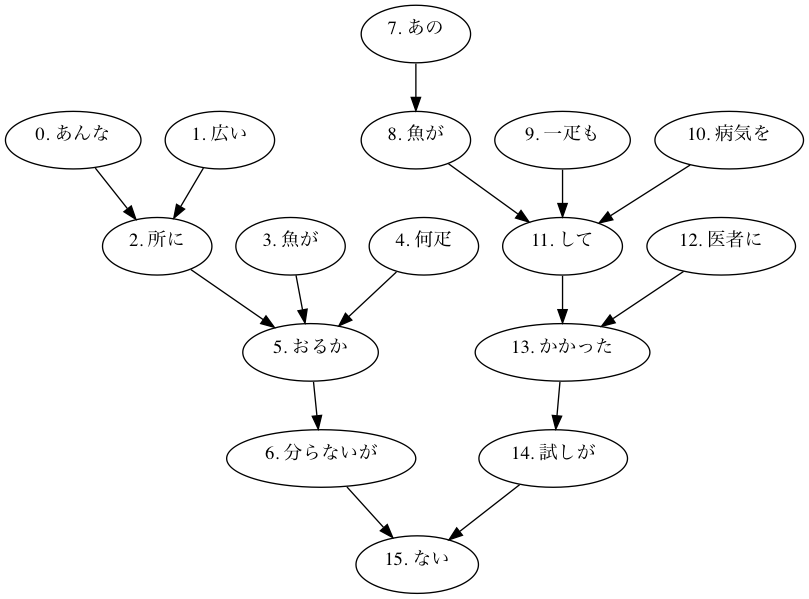 7. あの
0. あんな
1. 広い
8. 魚が
9. 一疋も
10. 病気を
2. 所に
3. 魚が
4. 何疋
11. して
12. 医者に
5. おるか
13. かかった
6. 分らないが
14. 試しが
15. ない